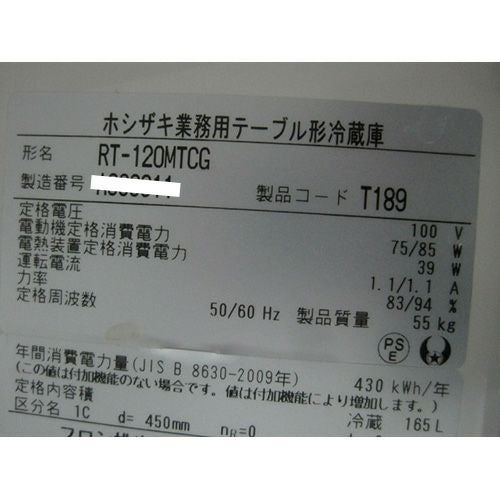 ホシザキ業務用テーブル形冷蔵庫
形名 RT-120MTCG
製造番号
製品コード T189
定格電圧 100 V
電動機定格消費電力 75/85 W
電熱装置定格消費電力 39 W
運転電流 1.1/1.1 A
力率 83/94 %
定格周波数 50/60 Hz 製品質量 55 kg
PS
E
年間消費電力量(JIS B 8630-2009年) 430 kWh/年
(この値は付加機能のない場合です。値は付加機能により増加します。)
定格内容積 冷蔵 165L
区分名 1C d= 450mm nR=0